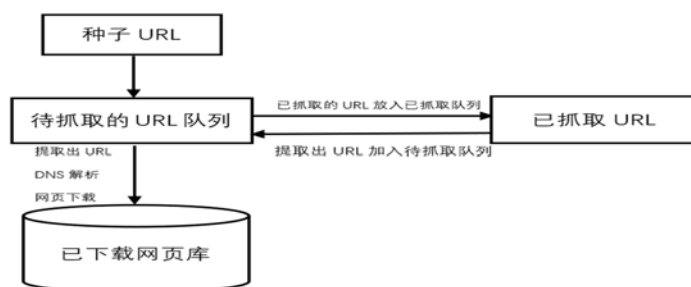 种子 URL
已抓取的 URL 放入已抓取队列
待抓取的 URL 队列
已抓取 URL
提取出 URL 加入待抓取队列
提取出 URL
DNS 解析
网页下载
已下载网页库